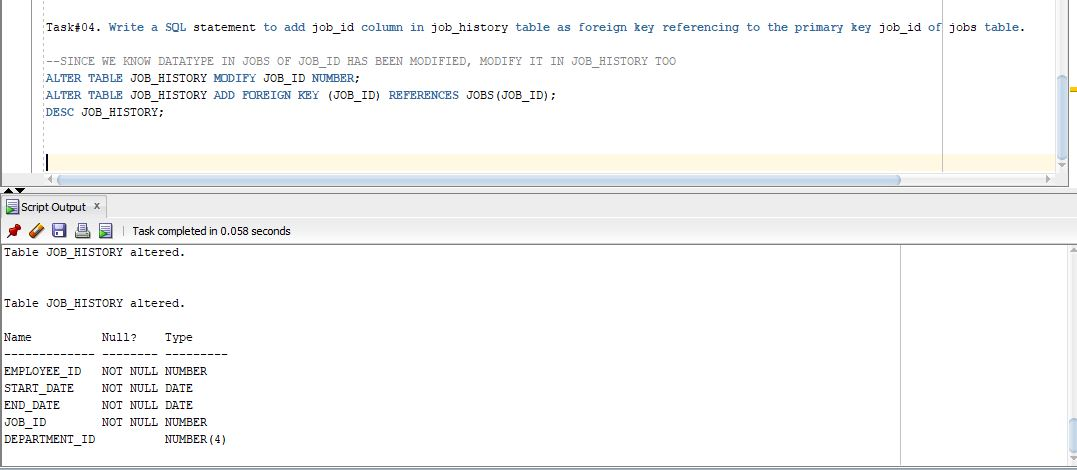 Task#04. Write a SQL statement to add job_id column in job_history table as foreign key referencing to the primary key job_id of jobs table.
--SINCE WE KNOW DATATYPE IN JOBS OF JOB_ID HAS BEEN MODIFIED, MODIFY IT IN JOB_HISTORY TOO
ALTER TABLE JOB_HISTORY MODIFY JOB_ID NUMBER;
ALTER TABLE JOB_HISTORY ADD FOREIGN KEY (JOB_ID) REFERENCES JOBS(JOB_ID);
DESC JOB_HISTORY;
Script Output x
Task completed in 0.058 seconds
Table JOB_HISTORY altered.
Table JOB_HISTORY altered.
Name          Null?    Type
------------- -------- ---------
EMPLOYEE_ID   NOT NULL NUMBER
START_DATE    NOT NULL DATE
END_DATE      NOT NULL DATE
JOB_ID        NOT NULL NUMBER
DEPARTMENT_ID          NUMBER(4)